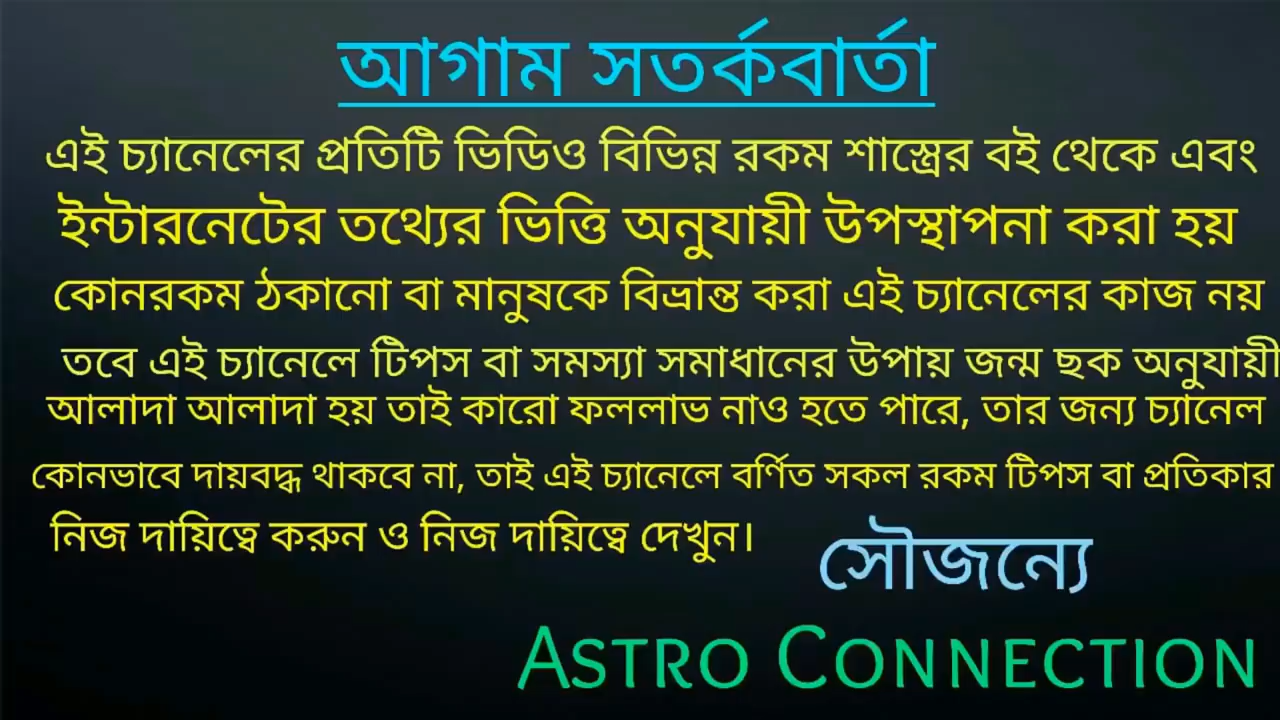 আগাম সতর্কবার্তা
এই চ্যানেলের প্রতিটি ভিডিও বিভিন্ন রকম শাস্ত্রের বই থেকে এবং
ইন্টারনেটের তথ্যের ভিত্তি অনুযায়ী উপস্থাপনা করা হয়
কোনরকম ঠকানো বা মানুষকে বিভ্রান্ত করা এই চ্যানেলের কাজ নয়
তবে এই চ্যানেলে টিপস বা সমস্যা সমাধানের উপায় জন্ম ছক অনুযায়ী
আলাদা আলাদা হয় তাই কারো ফললাভ নাও হতে পারে, তার জন্য চ্যানেল
কোনভাবে দায়বদ্ধ থাকবে না, তাই এই চ্যানেলে বর্ণিত সকল রকম টিপস বা প্রতিকার
নিজ দায়িত্বে করুন ও নিজ দায়িত্বে দেখুন।
সৌজন্যে
ASTRO CONNECTION